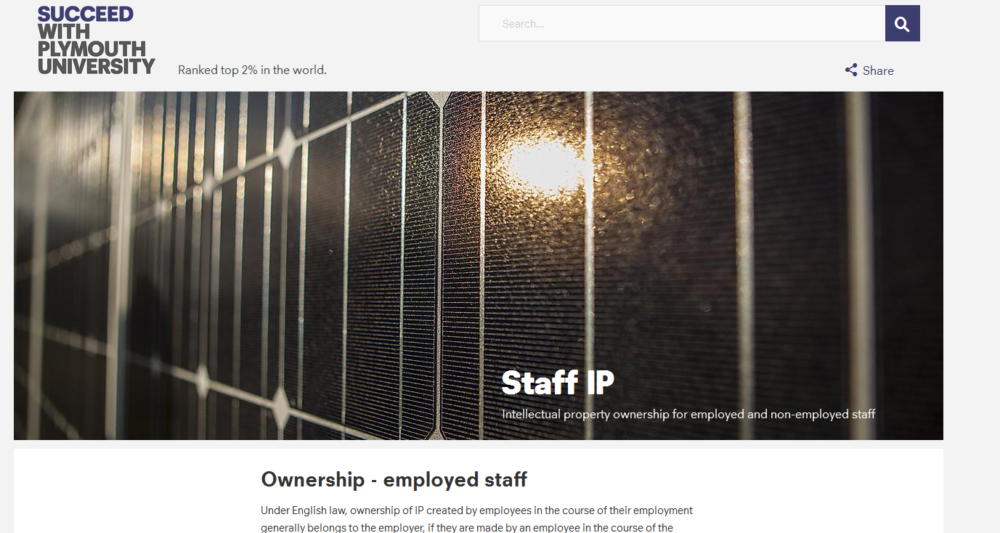 SUCCEED
WITH
PLYMOUTH
UNIVERSITY
Ranked top 2% in the world.
Search...
Share
Staff IP
Intellectual property ownership for employed and non-employed staff
Ownership - employed staff
Under English law, ownership of IP created by employees in the course of their employment
generally belongs to the employer, if they are made by an employee in the course of the